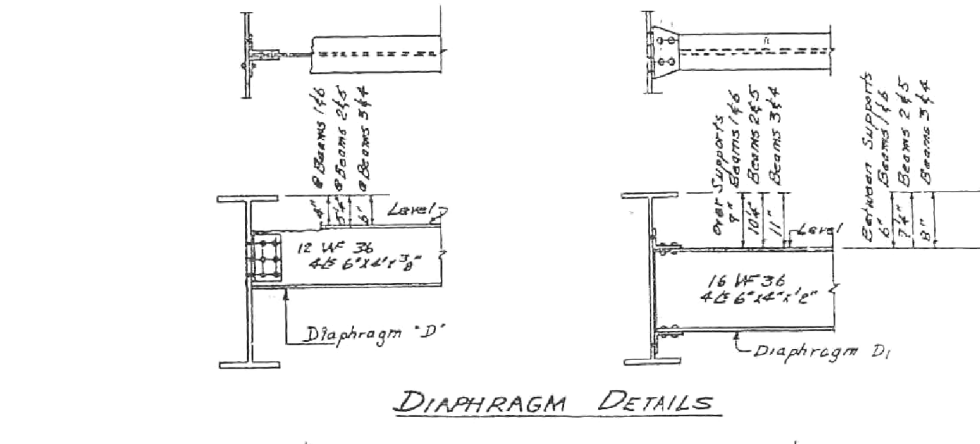 @ Beams 1&6
@ Beams 2&5
@ Beams 3&4
4"
5¼"
6"
Level
12 WF 36
6"x4"x3/8"
Diaphragm "D"
Over Supports
9" Beams 1&6
10¼" Beams 2&5
11" Beams 3&4
Between Supports
6" Beams 1&6
7¼" Beams 2&5
8" Beams 3&4
Level
16 WF 36
6"x4"x½"
Diaphragm D1
DIAPHRAGM DETAILS